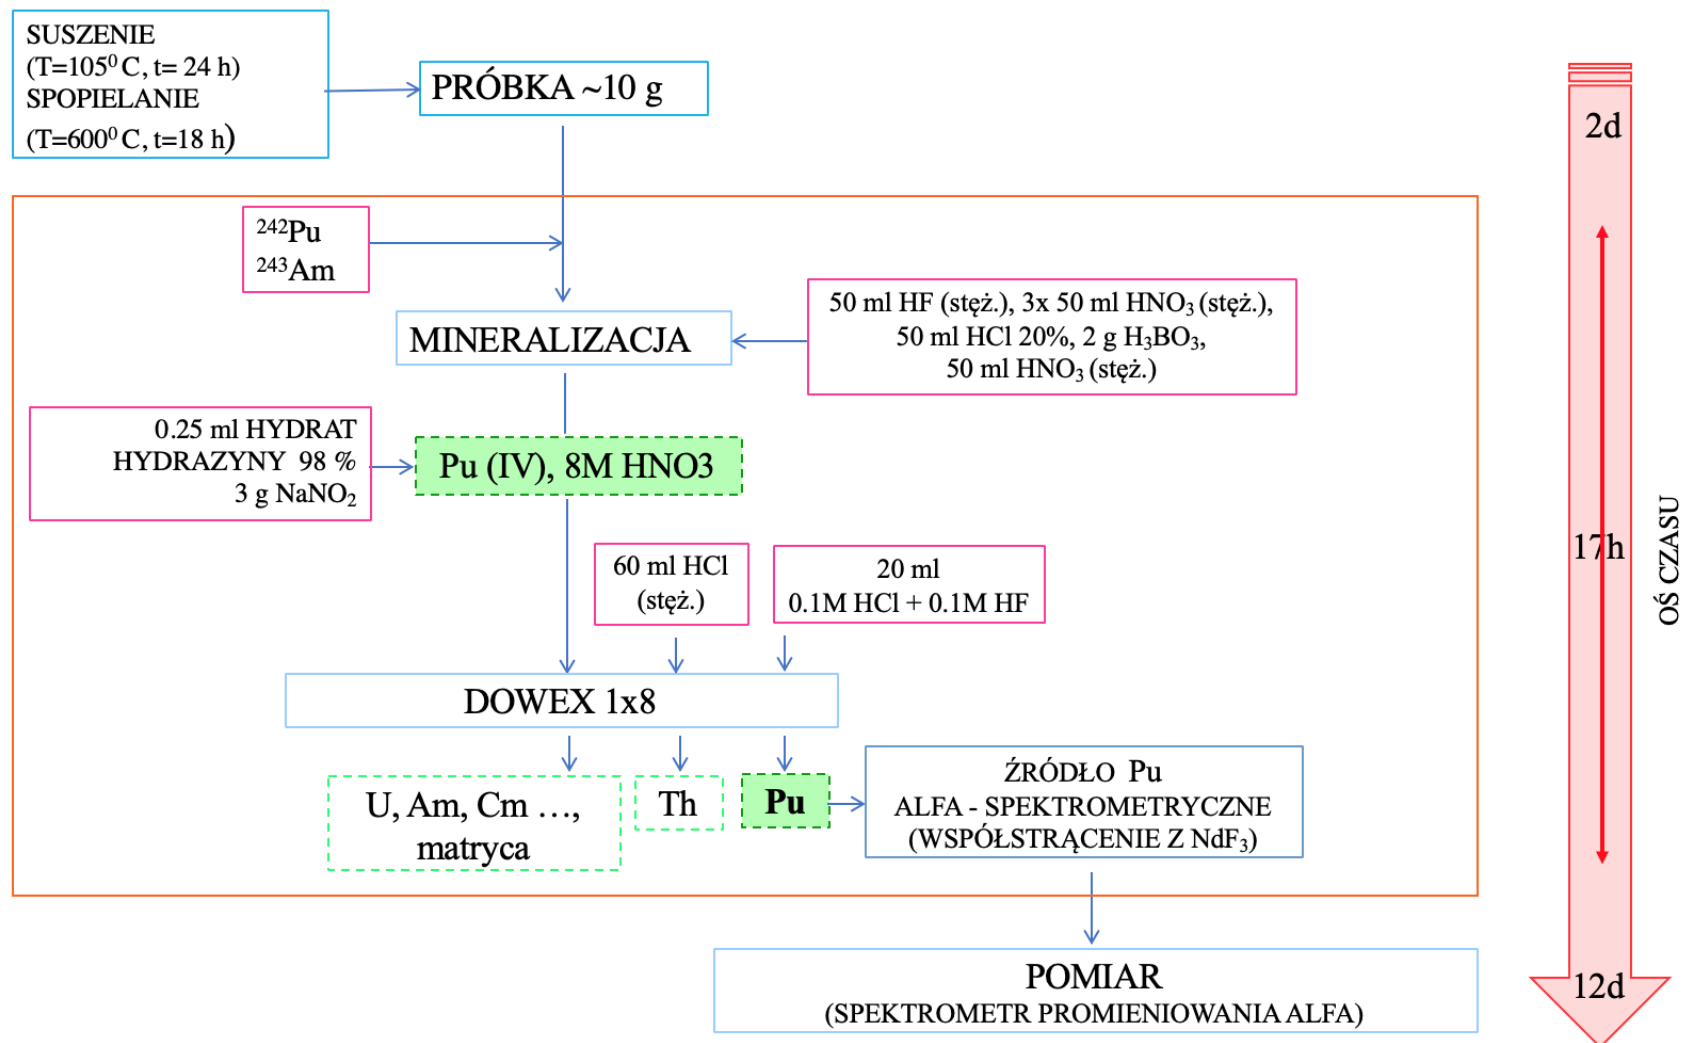 SUSZENIE
(T=105⁰ C, t= 24 h)
SPOPIELANIE
(T=600⁰ C, t=18 h)
PRÓBKA ~10 g
²⁴²Pu
²⁴³Am
MINERALIZACJA
50 ml HF (stęż.), 3x 50 ml HNO₃ (stęż.),
50 ml HCl 20%, 2 g H₃BO₃,
50 ml HNO₃ (stęż.)
0.25 ml HYDRAT
HYDRAZYNY 98 %
3 g NaNO₂
Pu (IV), 8M HNO3
60 ml HCl
(stęż.)
20 ml
0.1M HCl + 0.1M HF
DOWEX 1x8
U, Am, Cm …,
matryca
Th
Pu
ŹRÓDŁO Pu
ALFA - SPEKTROMETRYCZNE
(WSPÓŁSTRĄCENIE Z NdF₃)
POMIAR
(SPEKTROMETR PROMIENIOWANIA ALFA)
2d
17h
12d
OŚ CZASU